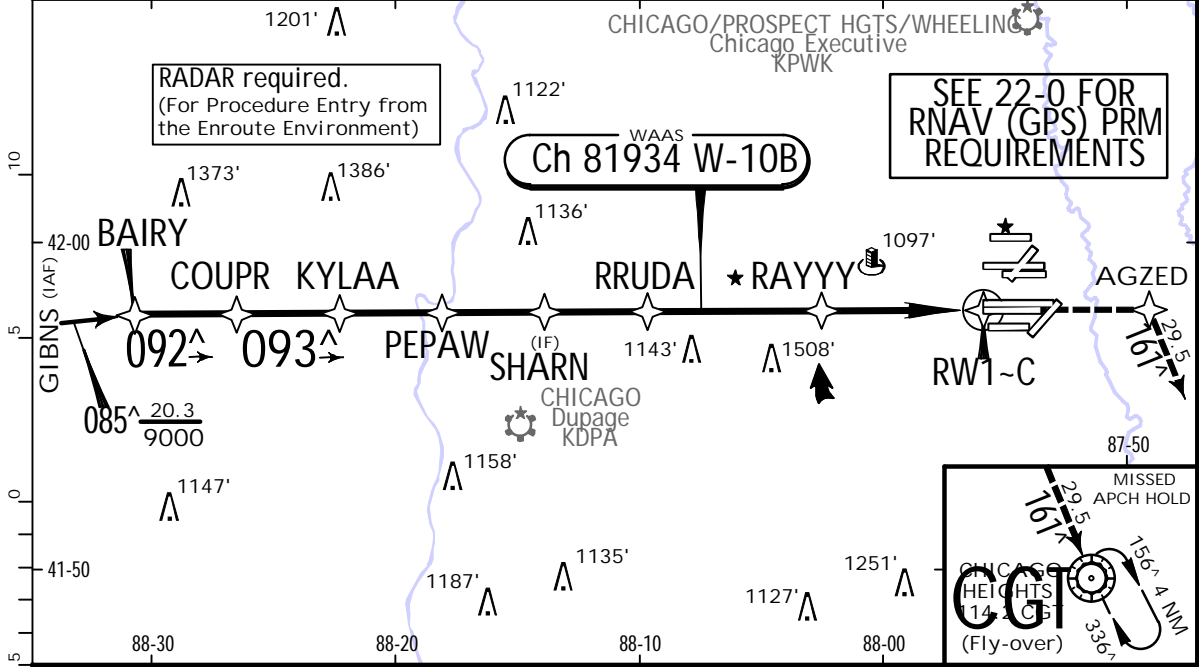 1201'
CHICAGO/PROSPECT HGTS/WHEELING
Chicago Executive
KPWK
RADAR required.
(For Procedure Entry from
the Enroute Environment)
1122'
SEE 22-0 FOR
RNAV (GPS) PRM
REQUIREMENTS
WAAS
Ch 81934 W-10B
10
1373'
1386'
1136'
42-00
BAIRY
1097'
GIBNS (IAF)
COUPR
KYLAA
RRUDA
RAYYY
AGZED
5
092^
093^
PEPAW
(IF)
SHARN
1143'
1508'
RW1~C
29.5
161^
085^
20.3
9000
CHICAGO
Dupage
KDPA
87-50
1158'
1147'
0
MISSED
APCH HOLD
29.5
161^
41-50
1187'
1135'
1127'
1251'
CHICAGO
HEIGHTS
114.2 CGT
CGT
(Fly-over)
156^ 4 NM
336^
5
88-30
88-20
88-10
88-00